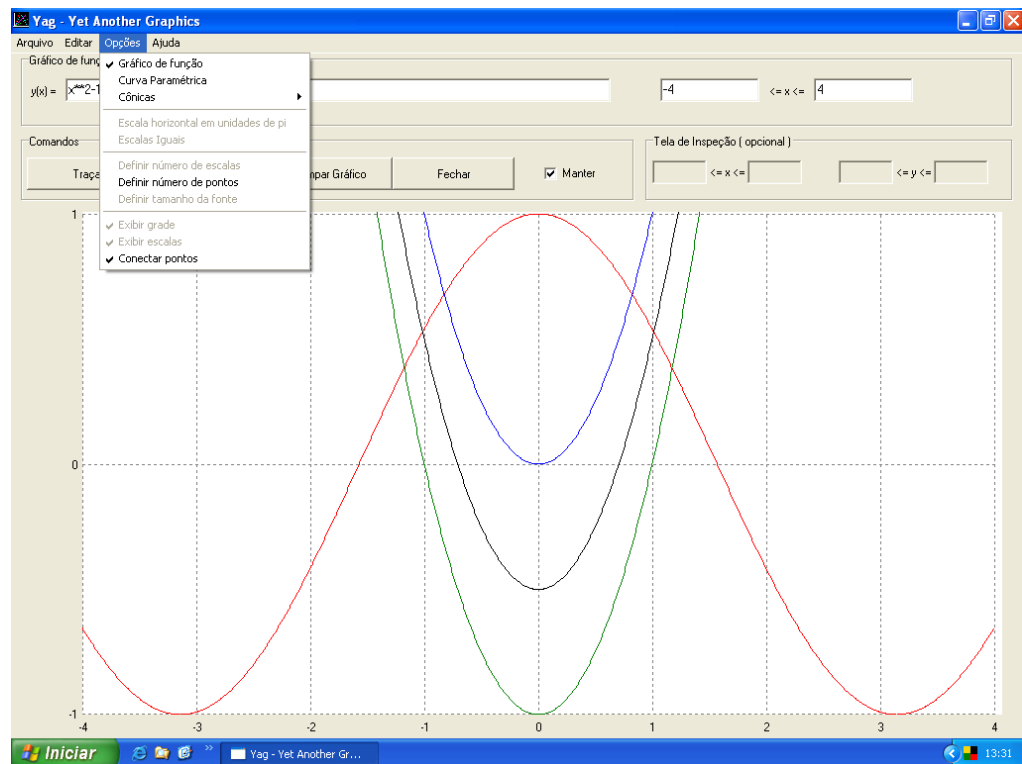 Yag - Yet Another Graphics
Arquivo Editar Opções Ajuda
Gráfico de
y(x) = x**2-1
-4 <= x <= 4
Gráfico de função
Curva Paramétrica
Cônicas
Escala horizontal em unidades de pi
Escalas Iguais
Definir número de escalas
Definir número de pontos
Definir tamanho da fonte
Exibir grade
Exibir escalas
Conectar pontos
Comandos
Gráfico Fechar Manter
Tela de Inspeção ( opcional )
<= x <= <= y <=
1
0
-1
-4 -3 -2 -1 0 1 2 3 4
Iniciar » Yag - Yet Another Gr... 13:31